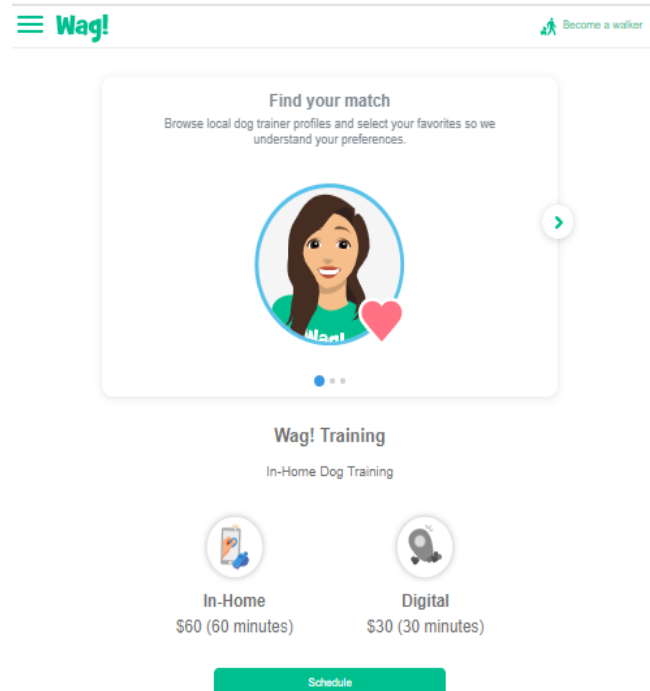 Wag!
Become a walker
Find your match
Browse local dog trainer profiles and select your favorites so we
understand your preferences.
Wag!
Wag! Training
In-Home Dog Training
In-Home
Digital
$60 (60 minutes)
$30 (30 minutes)
Schedule